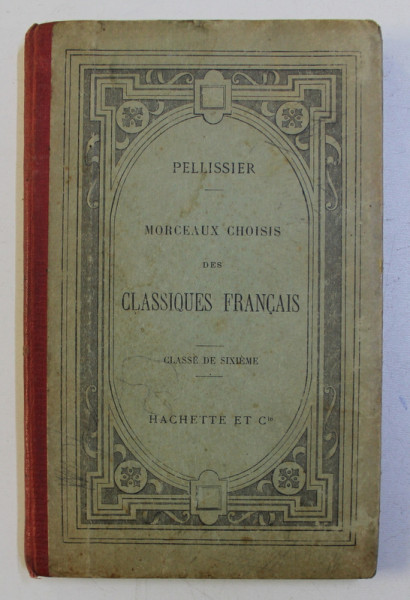 PELLISSIER
MORCEAUX CHOISIS
DES
CLASSIQUES FRANÇAIS
CLASSE DE SIXIÈME
HACHETTE ET Cie